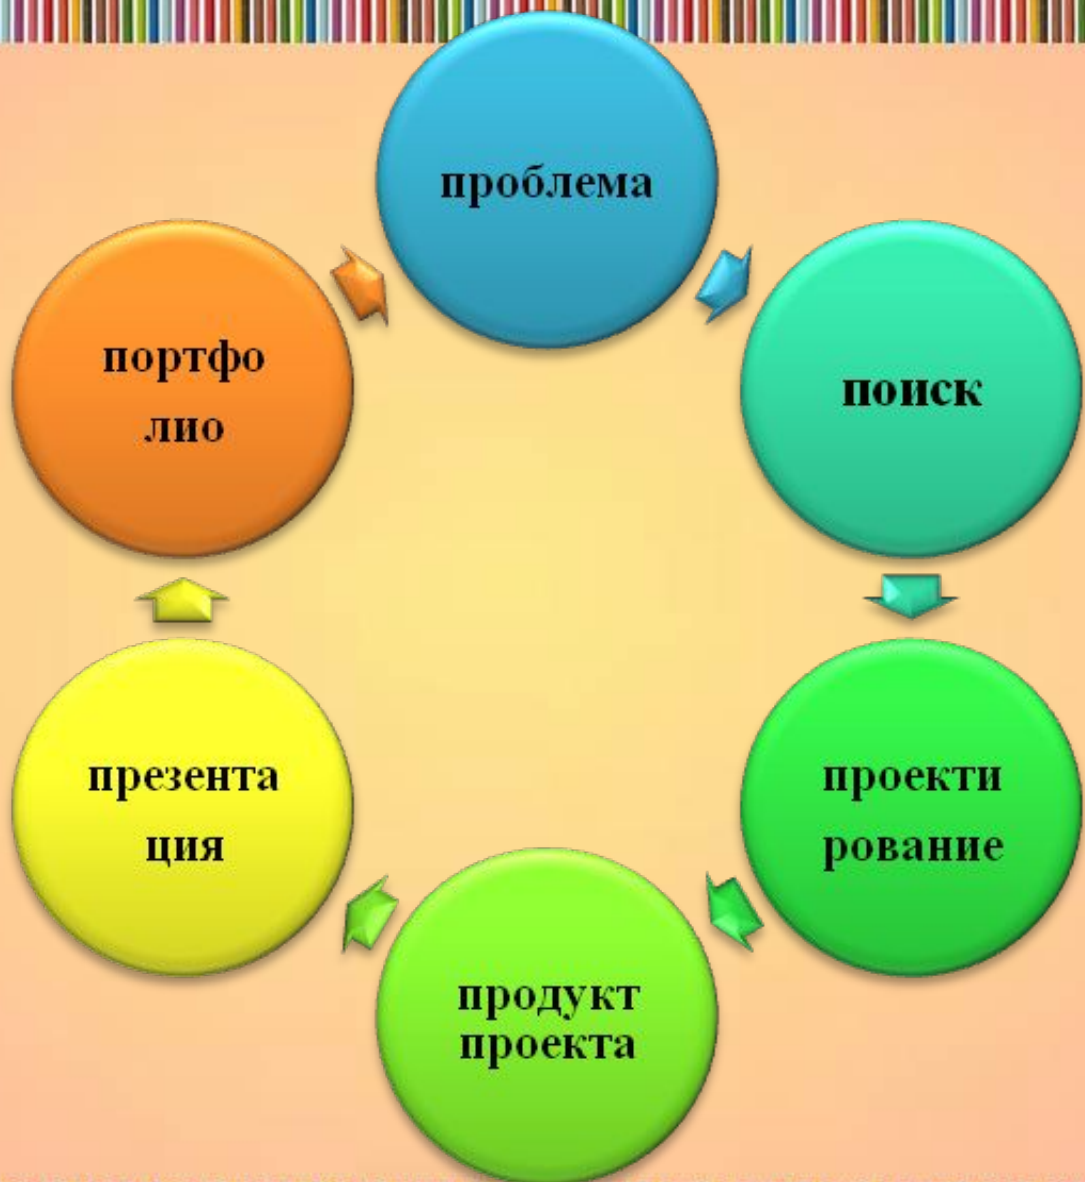 проблема
поиск
проекти
рование
продукт
проекта
презента
ция
портфо
лио